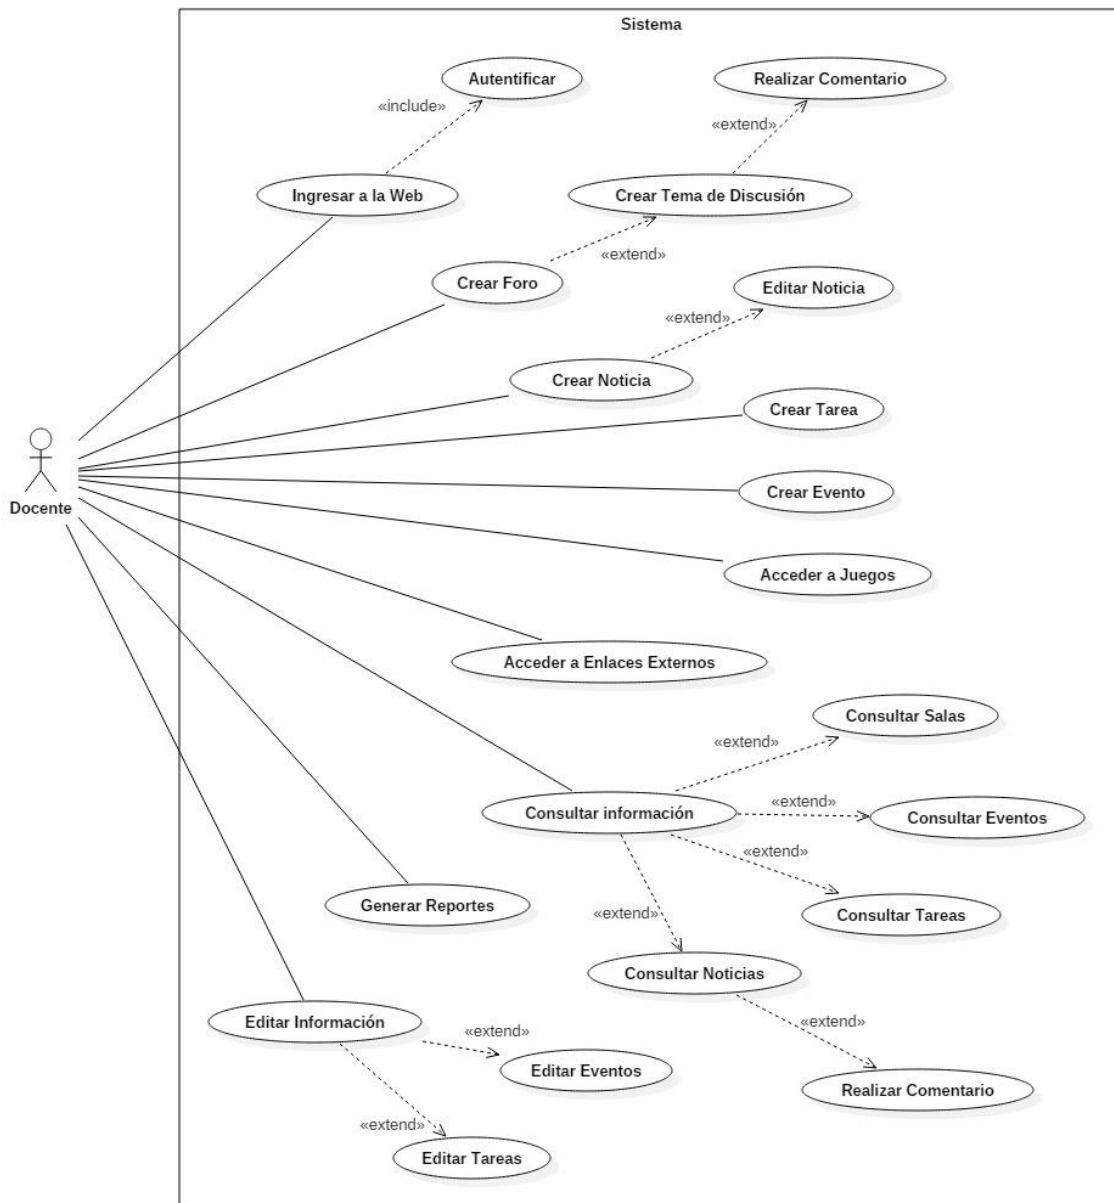 Sistema
Autentificar
Realizar Comentario
«include»
«extend»
Ingresar a la Web
Crear Tema de Discusión
«extend»
Crear Foro
Editar Noticia
«extend»
Crear Noticia
Crear Tarea
Docente
Crear Evento
Acceder a Juegos
Acceder a Enlaces Externos
Consultar Salas
«extend»
«extend»
Consultar información
Consultar Eventos
«extend»
Generar Reportes
«extend»
Consultar Tareas
Consultar Noticias
Editar Información
«extend»
«extend»
Editar Eventos
Realizar Comentario
«extend»
Editar Tareas